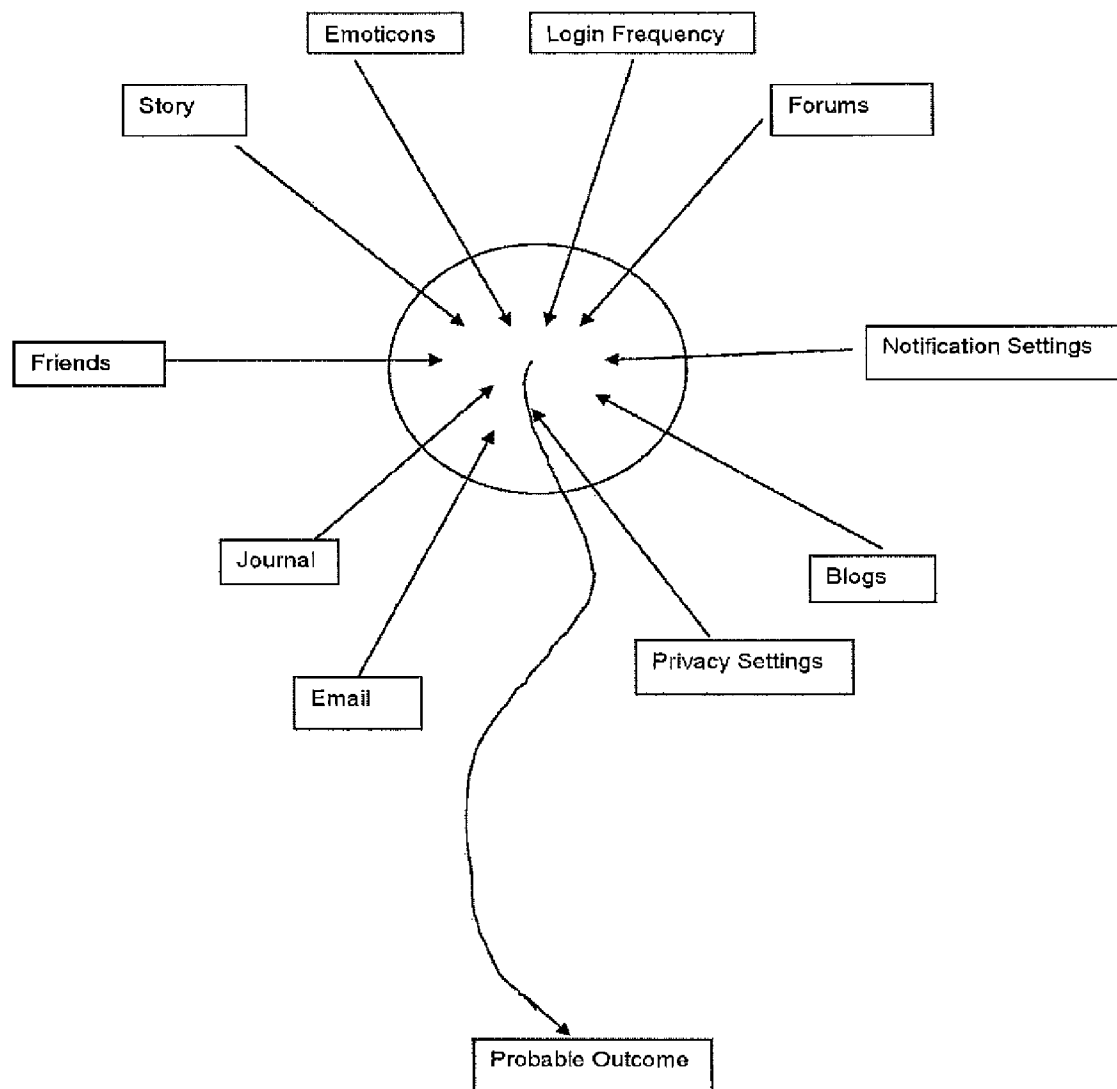 Emoticons
Login Frequency
Story
Forums
Friends
Notification Settings
Journal
Blogs
Privacy Settings
Email
Probable Outcome